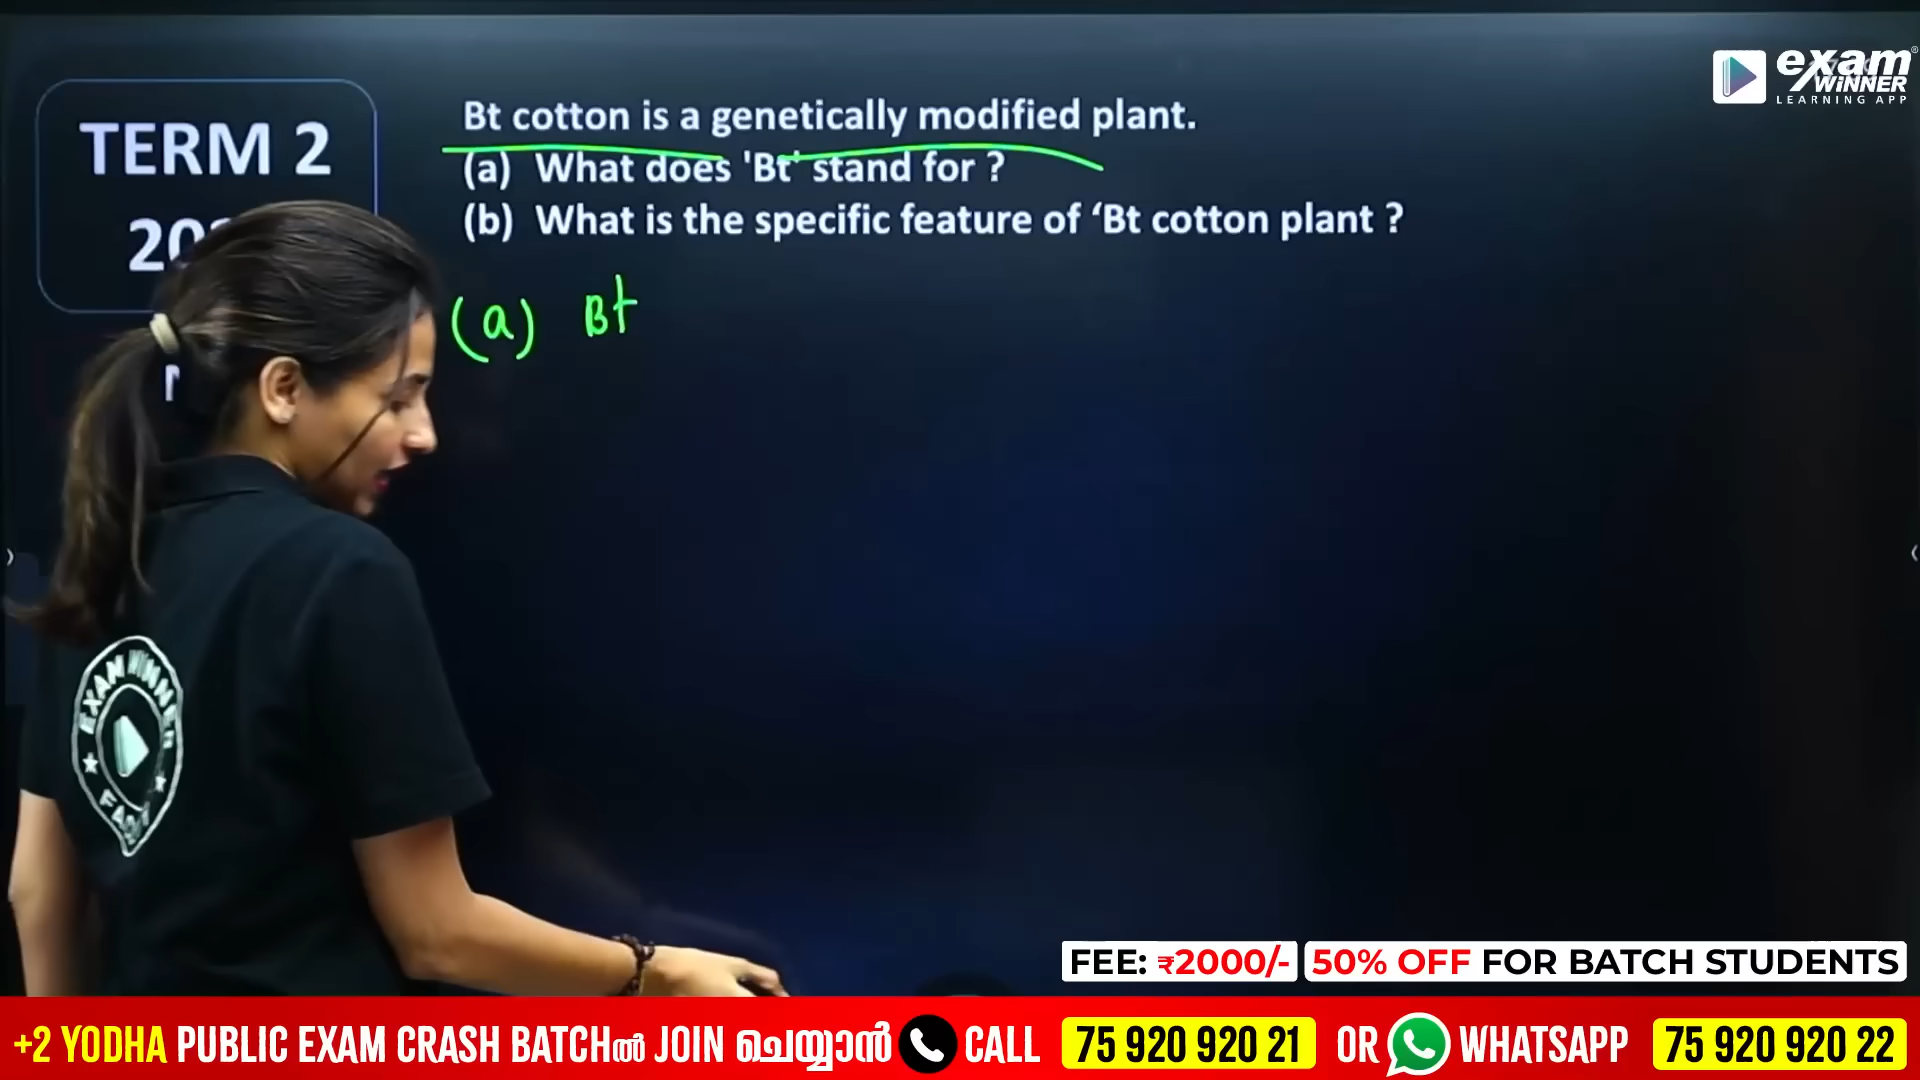 exam
WiNNER
LEARNING APP
TERM 2
Bt cotton is a genetically modified plant.
(a) What does 'Bt' stand for ?
(b) What is the specific feature of ‘Bt cotton plant ?
(a) Bt
EXAM WINNER
FEE: ₹2000/- 50% OFF FOR BATCH STUDENTS
+2 YODHA PUBLIC EXAM CRASH BATCHൽ JOIN ചെയ്യാൻ CALL 75 920 920 21 OR WHATSAPP 75 920 920 22